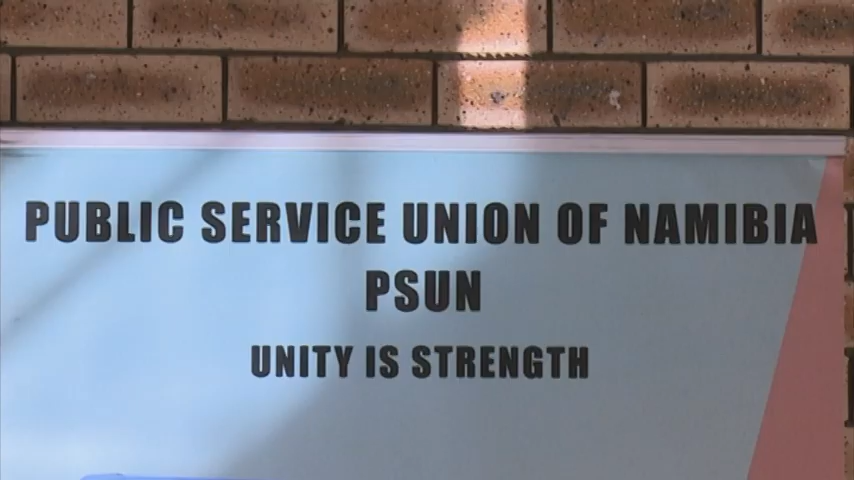 PUBLIC SERVICE UNION OF NAMIBIA
PSUN
UNITY IS STRENGTH